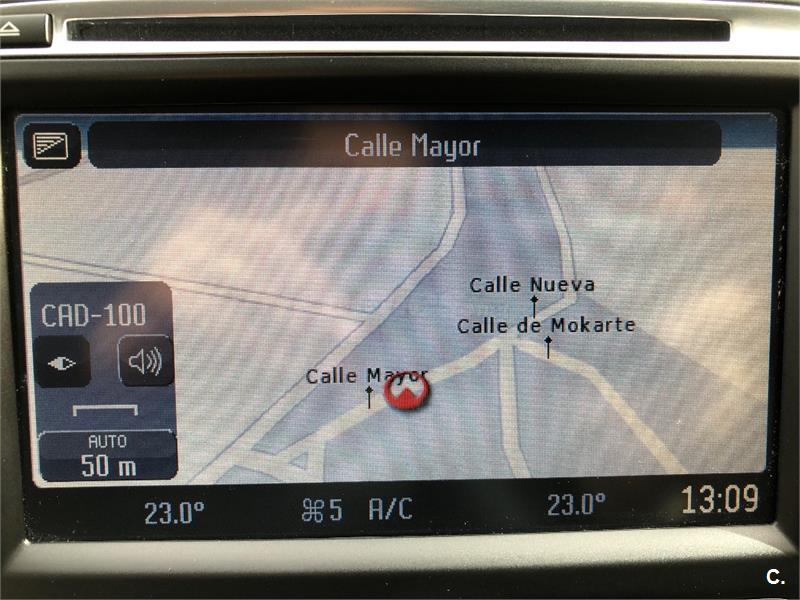 Calle Mayor
Calle Nueva
CAD-100
Calle de Mokarte
Calle Mayor
AUTO
50 m
23.0° 5 A/C 23.0° 13:09
C.